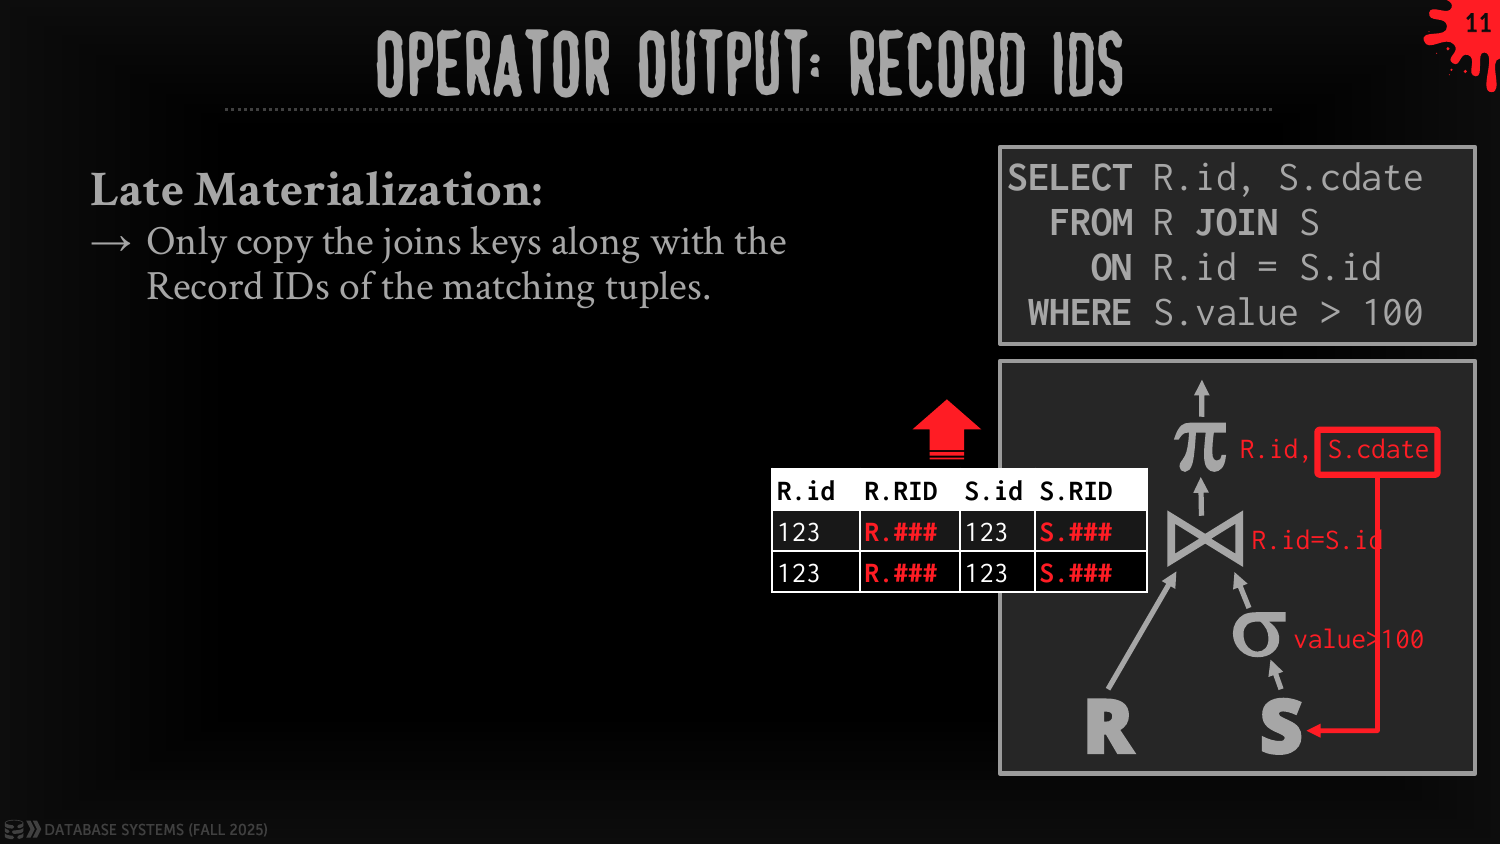 11
OPERATOR OUTPUT: RECORD IDS
Late Materialization:
→ Only copy the joins keys along with the
Record IDs of the matching tuples.
SELECT R.id, S.cdate
FROM R JOIN S
ON R.id = S.id
WHERE S.value > 100
R.id R.RID S.id S.RID
123 R.### 123 S.###
123 R.### 123 S.###
π R.id, S.cdate
⋈ R.id=S.id
σ value>100
R S
DATABASE SYSTEMS (FALL 2025)